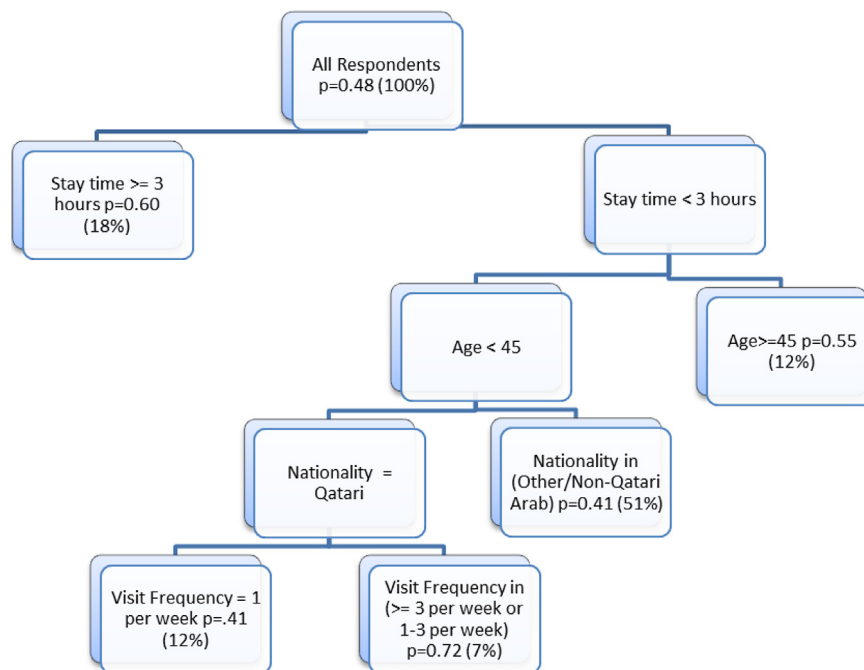 All Respondents
p=0.48 (100%)
Stay time >= 3
hours p=0.60
(18%)
Stay time < 3 hours
Age < 45
Age>=45 p=0.55
(12%)
Nationality =
Qatari
Nationality in
(Other/Non-Qatari
Arab) p=0.41 (51%)
Visit Frequency = 1
per week p=.41
(12%)
Visit Frequency in
(>= 3 per week or
1-3 per week)
p=0.72 (7%)